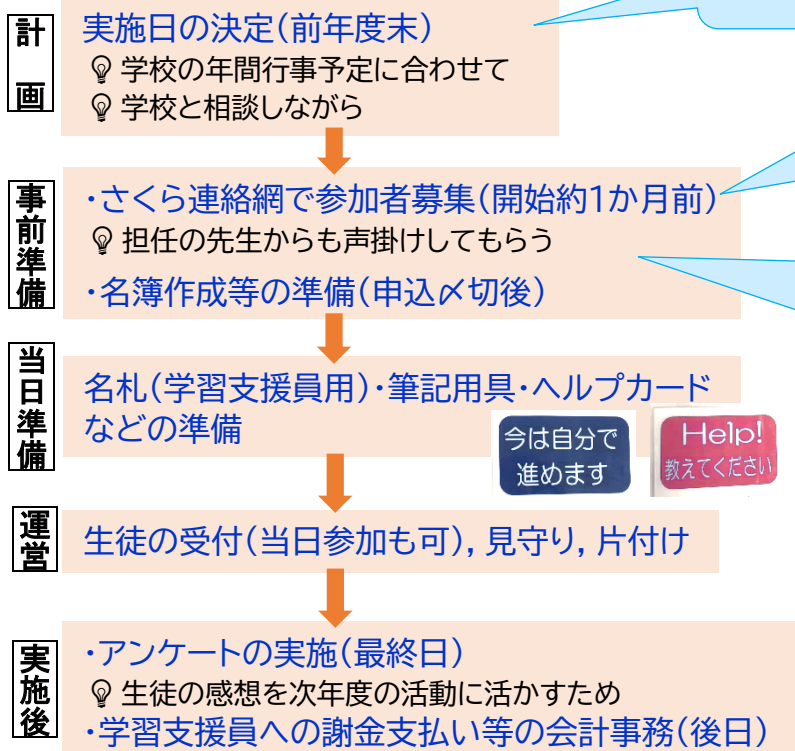 計画
実施日の決定(前年度末)
学校の年間行事予定に合わせて
学校と相談しながら
事前準備
・さくら連絡網で参加者募集(開始約1か月前)
担任の先生からも声掛けしてもらう
・名簿作成等の準備(申込〆切後)
当日準備
名札(学習支援員用)・筆記用具・ヘルプカード
などの準備
今は自分で
進めます
Help!
教えてください
運営
生徒の受付(当日参加も可), 見守り, 片付け
実施後
・アンケートの実施(最終日)
生徒の感想を次年度の活動に活かすため
・学習支援員への謝金支払い等の会計事務(後日)